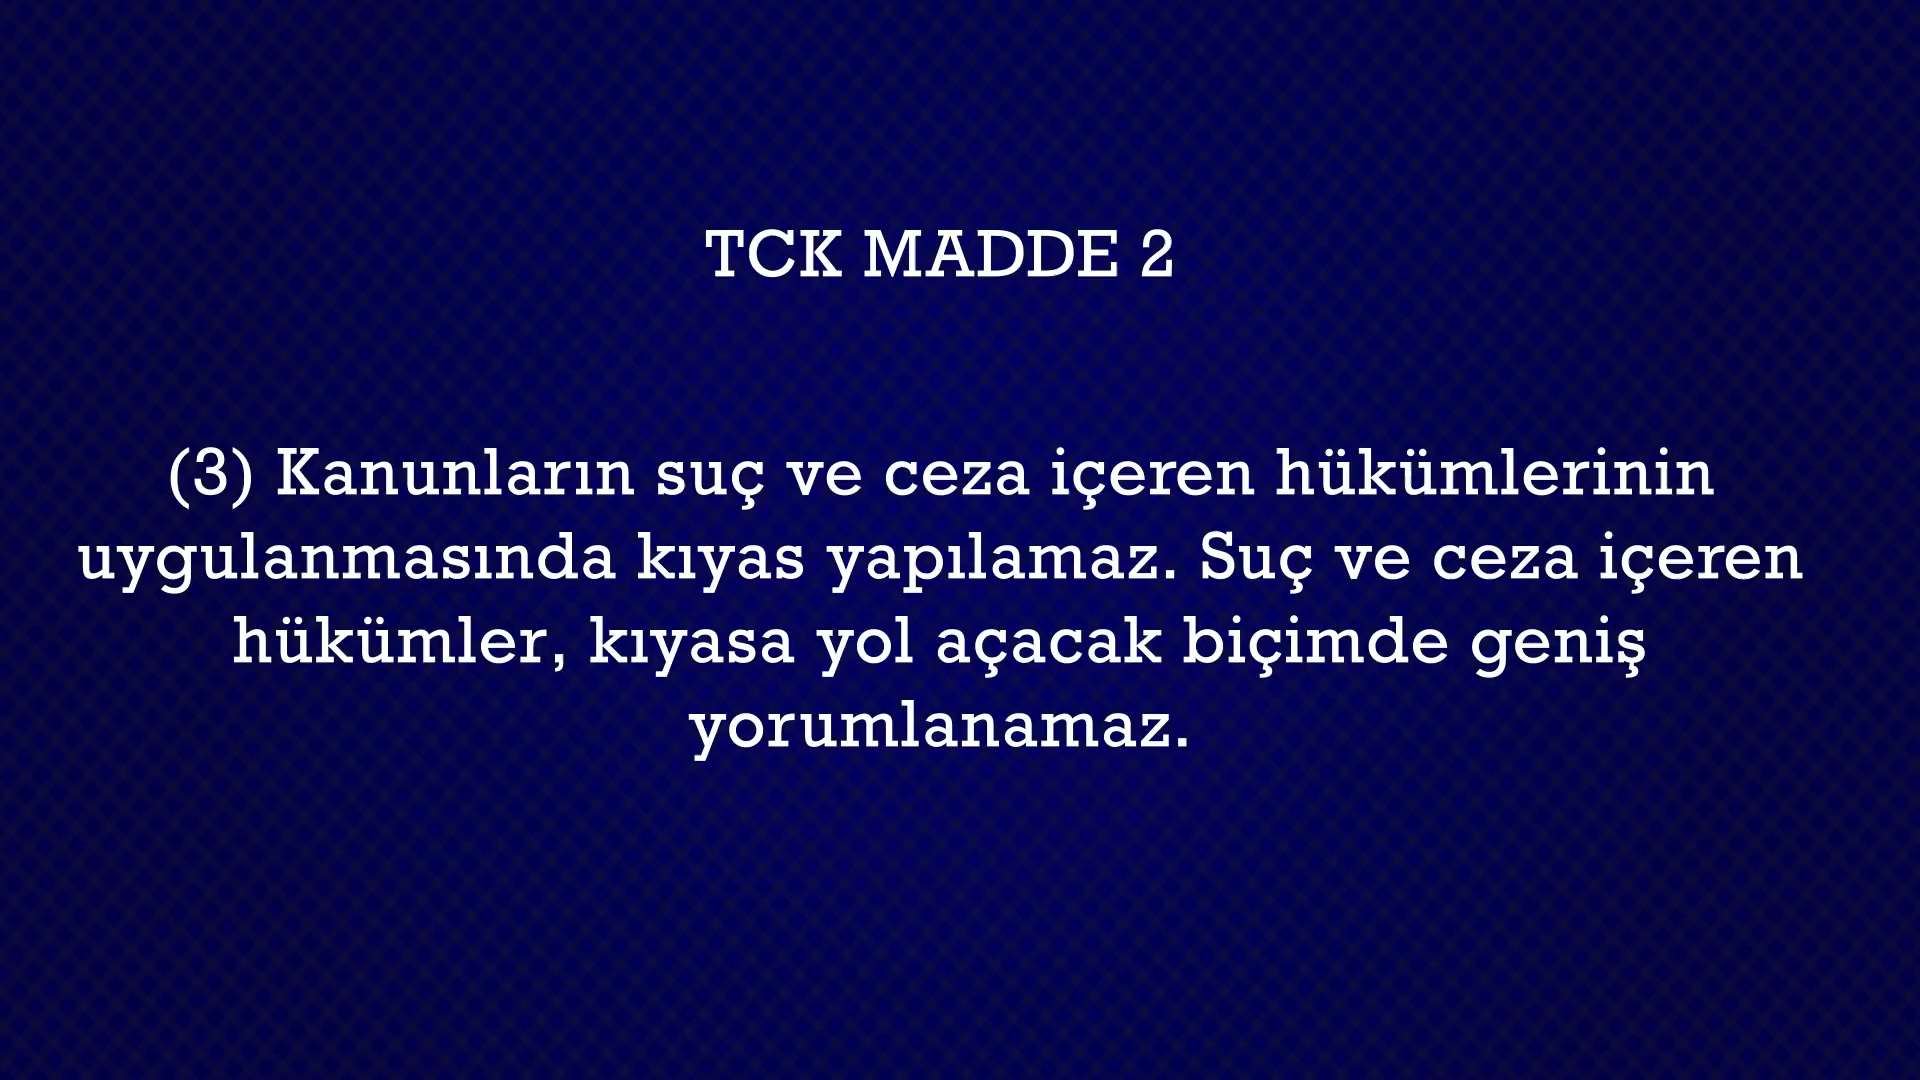 TCK MADDE 2
(3) Kanunların suç ve ceza içeren hükümlerinin
uygulanmasında kıyas yapılamaz. Suç ve ceza içeren
hükümler, kıyasa yol açacak biçimde geniş
yorumlanamaz.